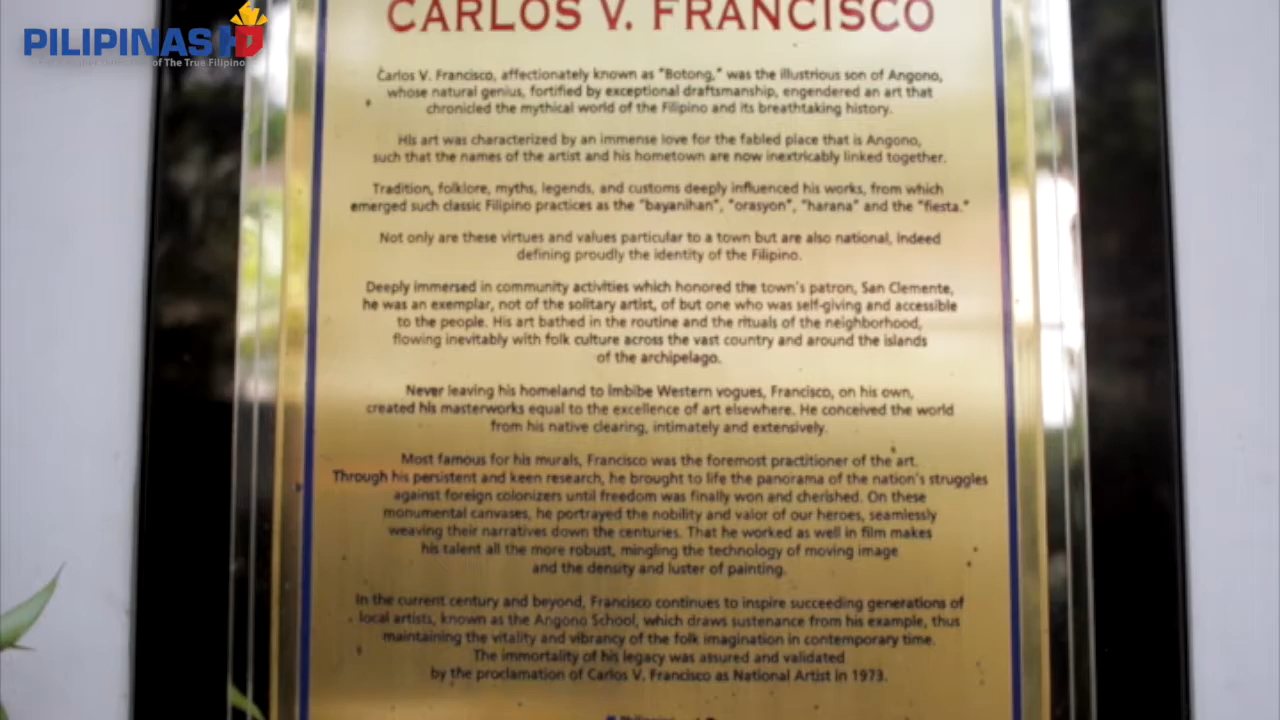 CARLOS V. FRANCISCO
PILIPINAS HD
of The True Filipino
Carlos V. Francisco, affectionately known as "Botong," was the illustrious son of Angono,
whose natural genius, fortified by exceptional draftsmanship, engendered an art that
chronicled the mythical world of the Filipino and its breathtaking history.
His art was characterized by an immense love for the fabled place that is Angono,
such that the names of the artist and his hometown are now inextricably linked together.
Tradition, folklore, myths, legends, and customs deeply influenced his works, from which
emerged such classic Filipino practices as the "bayanihan", "orasyon", "harana" and the "fiesta."
Not only are these virtues and values particular to a town but are also national, indeed
defining proudly the identity of the Filipino.
Deeply immersed in community activities which honored the town's patron, San Clemente,
he was an exemplar, not of the solitary artist, of but one who was self-giving and accessible
to the people. His art bathed in the routine and the rituals of the neighborhood,
flowing inevitably with folk culture across the vast country and around the islands
of the archipelago.
Never leaving his homeland to imbibe Western vogues, Francisco, on his own,
created his masterworks equal to the excellence of art elsewhere. He conceived the world
from his native clearing, intimately and extensively.
Most famous for his murals, Francisco was the foremost practitioner of the art.
Through his persistent and keen research, he brought to life the panorama of the nation's struggles
against foreign colonizers until freedom was finally won and cherished. On these
monumental canvases, he portrayed the nobility and valor of our heroes, seamlessly
weaving their narratives down the centuries. That he worked as well in film makes
his talent all the more robust, mingling the technology of moving image
and the density and luster of painting.
In the current century and beyond, Francisco continues to inspire succeeding generations of
local artists, known as the Angono School, which draws sustenance from his example, thus
maintaining the vitality and vibrancy of the folk imagination in contemporary time.
The immortality of his legacy was assured and validated
by the proclamation of Carlos V. Francisco as National Artist in 1973.